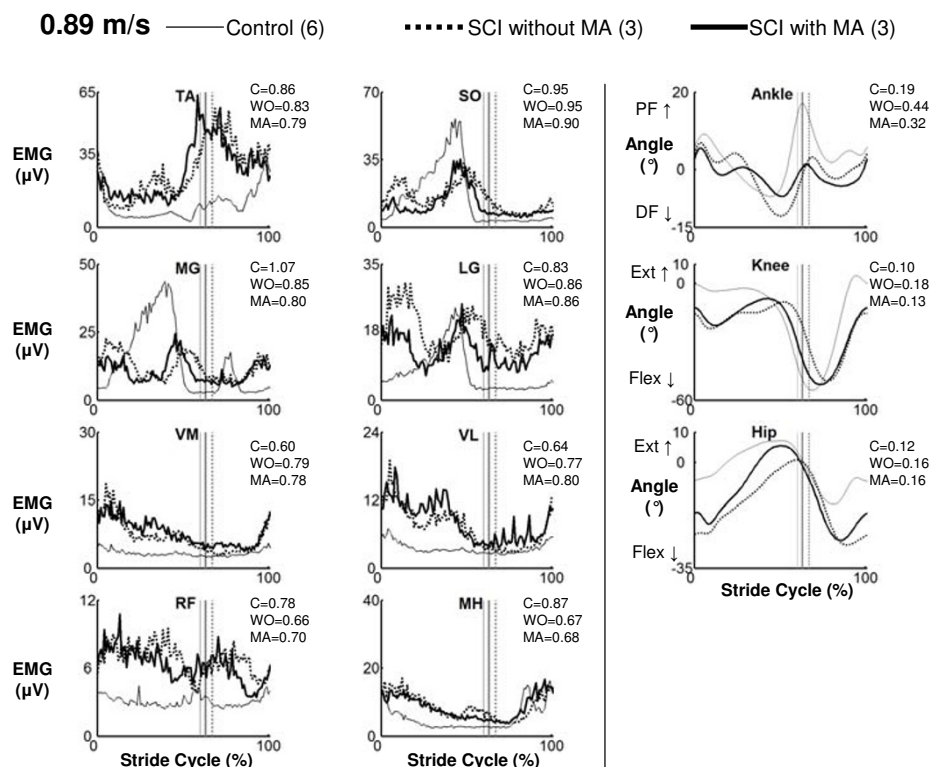 0.89 m/s Control (6) SCI without MA (3) SCI with MA (3)
65
TA
C=0.86
WO=0.83
MA=0.79
EMG
(µV)
35
0
0
100
70
SO
C=0.95
WO=0.95
MA=0.90
35
0
0
100
20
Ankle
C=0.19
WO=0.44
MA=0.32
PF ↑
Angle
(°)
0
DF ↓
-15
0
100
50
MG
C=1.07
WO=0.85
MA=0.80
EMG
(µV)
25
0
0
100
35
LG
C=0.83
WO=0.86
MA=0.86
18
0
0
100
10
Knee
C=0.10
WO=0.18
MA=0.13
Ext ↑
0
Angle
(°)
Flex ↓
-60
0
100
30
VM
C=0.60
WO=0.79
MA=0.78
EMG
(µV)
15
0
0
100
24
VL
C=0.64
WO=0.77
MA=0.80
12
0
0
100
10
Hip
C=0.12
WO=0.16
MA=0.16
Ext ↑
0
Angle
(°)
Flex ↓
-35
0
100
Stride Cycle (%)
12
RF
C=0.78
WO=0.66
MA=0.70
EMG
(µV)
6
0
0
100
Stride Cycle (%)
40
MH
C=0.87
WO=0.67
MA=0.68
20
0
0
100
Stride Cycle (%)